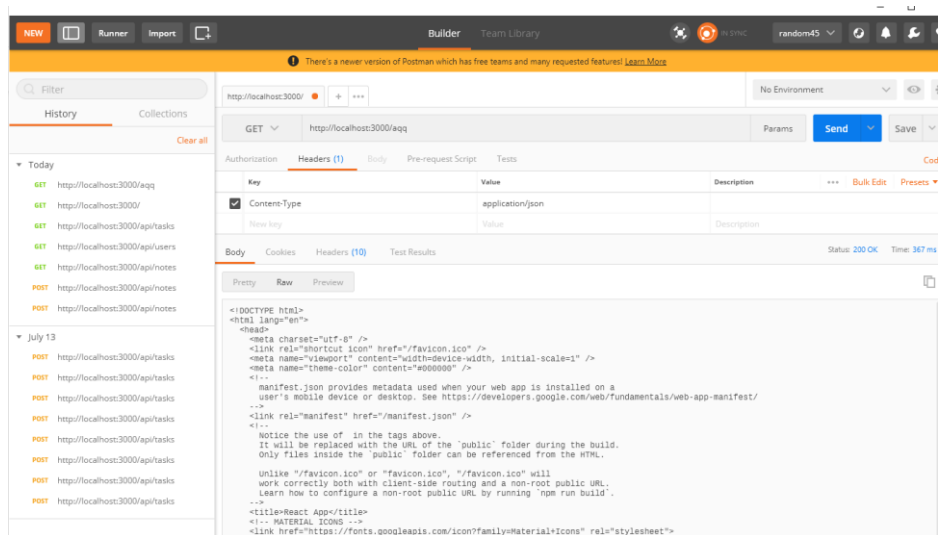 NEW Runner Import Builder Team Library IN SYNC random45
There's a newer version of Postman which has free teams and many requested features! Learn More
Filter
History Collections
Clear all
Today
GET http://localhost:3000/aqq
GET http://localhost:3000/
GET http://localhost:3000/api/tasks
GET http://localhost:3000/api/users
GET http://localhost:3000/api/notes
POST http://localhost:3000/api/notes
POST http://localhost:3000/api/notes
July 13
POST http://localhost:3000/api/tasks
POST http://localhost:3000/api/tasks
POST http://localhost:3000/api/tasks
POST http://localhost:3000/api/tasks
POST http://localhost:3000/api/tasks
POST http://localhost:3000/api/tasks
POST http://localhost:3000/api/tasks
POST http://localhost:3000/api/tasks
http://localhost:3000/ + ••• No Environment
GET http://localhost:3000/aqq Params Send Save
Authorization Headers (1) Body Pre-request Script Tests Cod
Key Value Description ••• Bulk Edit Presets
Content-Type application/json
New key Value Description
Body Cookies Headers (10) Test Results Status: 200 OK Time: 367 ms
Pretty Raw Preview
<!DOCTYPE html>
<html lang="en">
<head>
<meta charset="utf-8" />
<link rel="shortcut icon" href="/favicon.ico" />
<meta name="viewport" content="width=device-width, initial-scale=1" />
<meta name="theme-color" content="#000000" />
<!--
manifest.json provides metadata used when your web app is installed on a
user's mobile device or desktop. See https://developers.google.com/web/fundamentals/web-app-manifest/
-->
<link rel="manifest" href="/manifest.json" />
<!--
Notice the use of  in the tags above.
It will be replaced with the URL of the `public` folder during the build.
Only files inside the `public` folder can be referenced from the HTML.
Unlike "/favicon.ico" or "favicon.ico", "/favicon.ico" will
work correctly both with client-side routing and a non-root public URL.
Learn how to configure a non-root public URL by running `npm run build`.
-->
<title>React App</title>
<!-- MATERIAL ICONS -->
<link href="https://fonts.googleapis.com/icon?family=Material+Icons" rel="stylesheet">